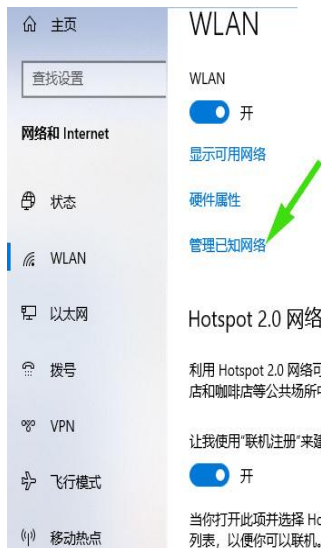 主页
查找设置
网络和 Internet
状态
WLAN
以太网
拨号
VPN
飞行模式
移动热点
WLAN
WLAN
开
显示可用网络
硬件属性
管理已知网络
Hotspot 2.0 网络
利用 Hotspot 2.0 网络可
店和咖啡店等公共场所中
让我使用“联机注册”来建
开
当你打开此项并选择 Ho
列表，以便你可以联机。